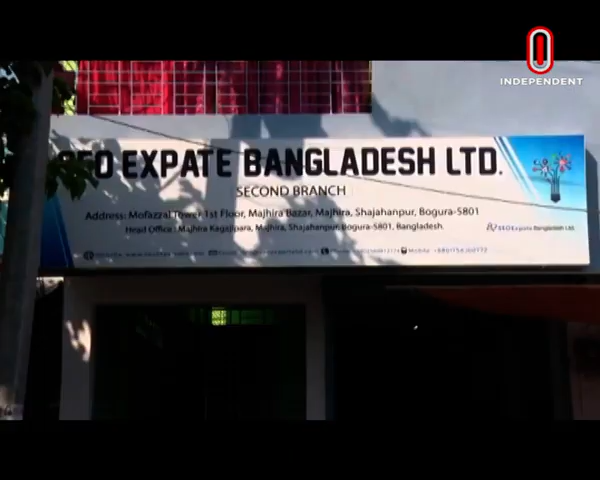 INDEPENDENT
SEO EXPATE BANGLADESH LTD.
SECOND BRANCH
Address: Mofazzal Tower, 1st Floor, Majhira Bazar, Majhira, Shajahanpur, Bogura-5801
Head Office : Majhira Kagajipara, Majhira, Shajahanpur, Bogura-5801, Bangladesh.
SEO Expate Bangladesh Ltd.